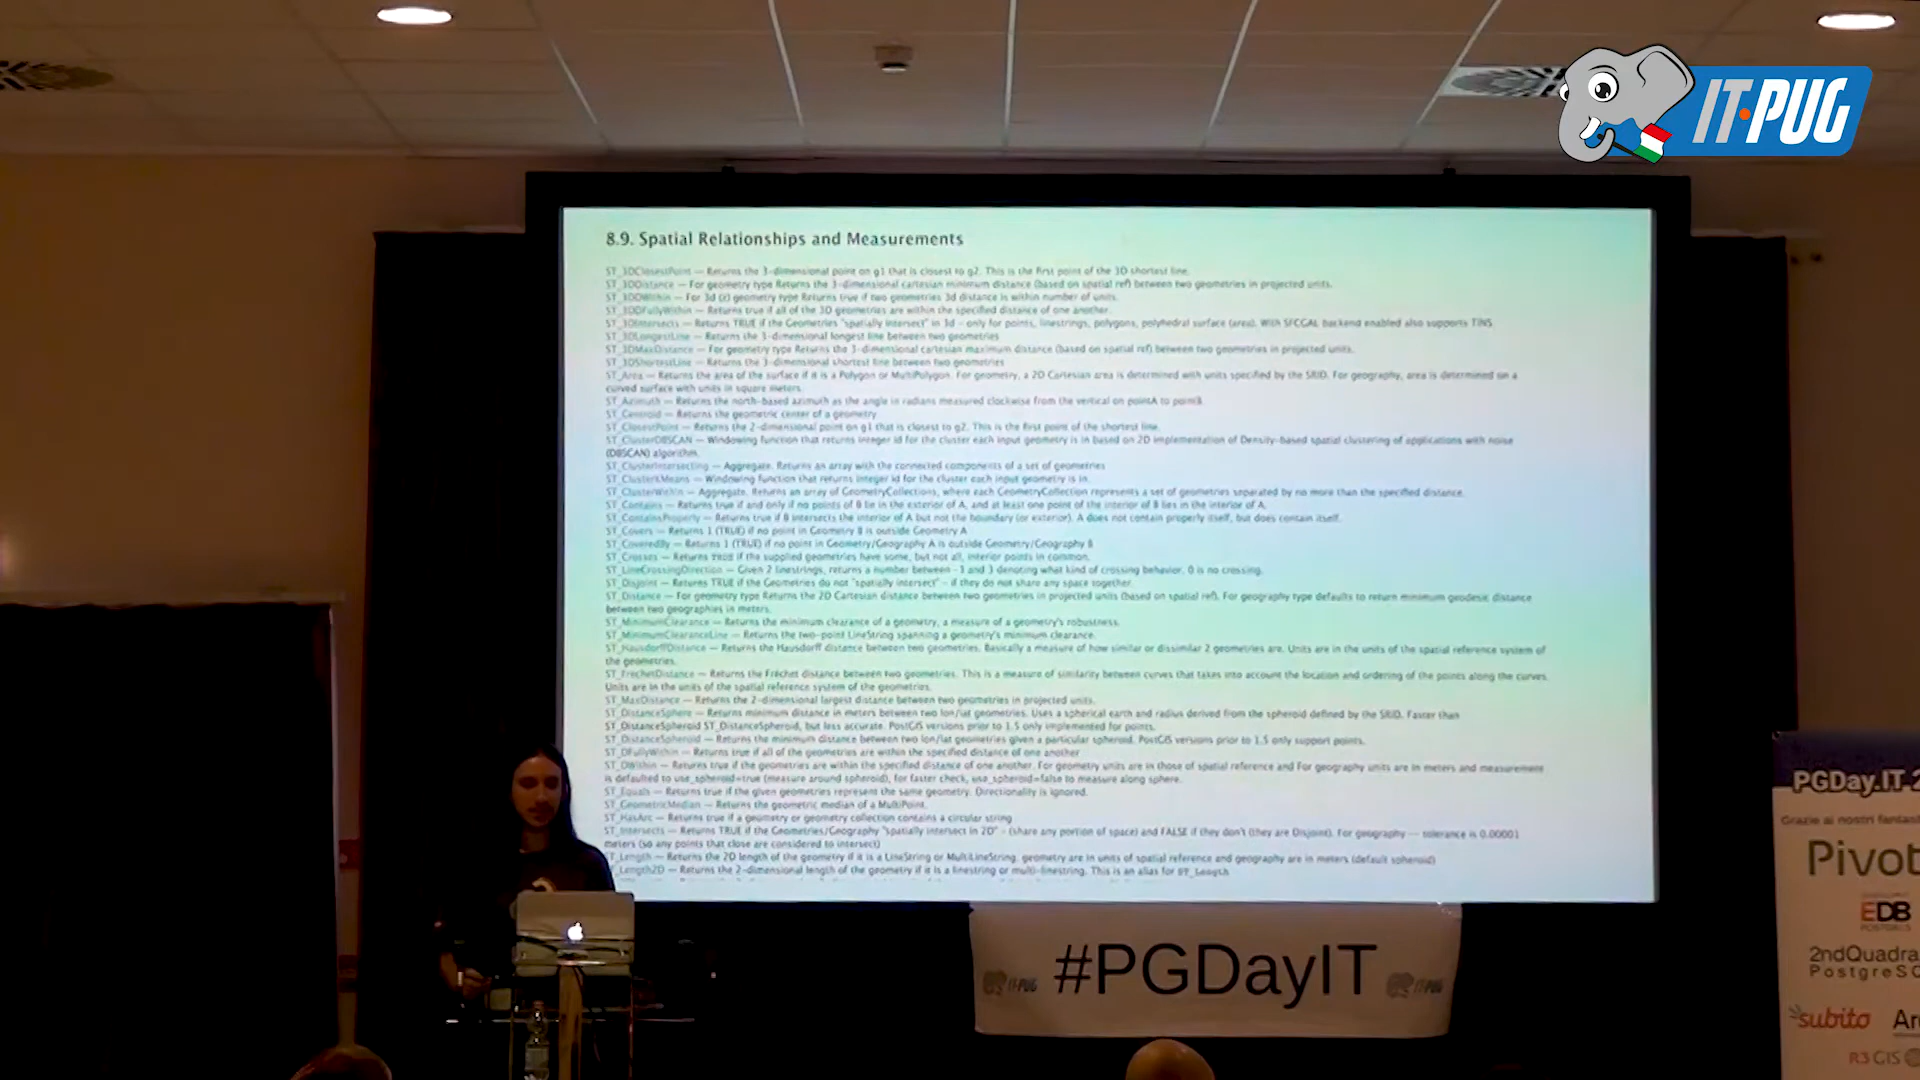 IT·PUG
8.9. Spatial Relationships and Measurements
ST_3DClosestPoint — Returns the 3-dimensional point on g1 that is closest to g2. This is the first point of the 3D shortest line.
ST_3DDistance — For geometry type Returns the 3-dimensional cartesian minimum distance (based on spatial ref) between two geometries in projected units.
ST_3DDWithin — For 3d (z) geometry type Returns true if two geometries 3d distance is within number of units.
ST_3DDFullyWithin — Returns true if all of the 3D geometries are within the specified distance of one another.
ST_3DIntersects — Returns TRUE if the Geometries "spatially intersect" in 3d - only for points, linestrings, polygons, polyhedral surface (area). With SFCGAL backend enabled also supports TINS
ST_3DLongestLine — Returns the 3-dimensional longest line between two geometries
ST_3DMaxDistance — For geometry type Returns the 3-dimensional cartesian maximum distance (based on spatial ref) between two geometries in projected units.
ST_3DShortestLine — Returns the 3-dimensional shortest line between two geometries
ST_Area — Returns the area of the surface if it is a Polygon or MultiPolygon. For geometry, a 2D Cartesian area is determined with units specified by the SRID. For geography, area is determined on a
curved surface with units in square meters.
ST_Azimuth — Returns the north-based azimuth as the angle in radians measured clockwise from the vertical on pointA to pointB.
ST_Centroid — Returns the geometric center of a geometry.
ST_ClosestPoint — Returns the 2-dimensional point on g1 that is closest to g2. This is the first point of the shortest line.
ST_ClusterDBSCAN — Windowing function that returns integer id for the cluster each input geometry is in based on 2D implementation of Density-based spatial clustering of applications with noise
(DBSCAN) algorithm.
ST_ClusterIntersecting — Aggregate. Returns an array with the connected components of a set of geometries
ST_ClusterKMeans — Windowing function that returns integer id for the cluster each input geometry is in.
ST_ClusterWithin — Aggregate. Returns an array of GeometryCollections, where each GeometryCollection represents a set of geometries separated by no more than the specified distance.
ST_Contains — Returns true if and only if no points of B lie in the exterior of A, and at least one point of the interior of B lies in the interior of A.
ST_ContainsProperly — Returns true if B intersects the interior of A but not the boundary (or exterior). A does not contain properly itself, but does contain itself.
ST_Covers — Returns 1 (TRUE) if no point in Geometry B is outside Geometry A
ST_CoveredBy — Returns 1 (TRUE) if no point in Geometry/Geography A is outside Geometry/Geography B
ST_Crosses — Returns TRUE if the supplied geometries have some, but not all, interior points in common.
ST_LineCrossingDirection — Given 2 linestrings, returns a number between -3 and 3 denoting what kind of crossing behavior. 0 is no crossing.
ST_Disjoint — Returns TRUE if the Geometries do not "spatially intersect" - if they do not share any space together.
ST_Distance — For geometry type Returns the 2D Cartesian distance between two geometries in projected units (based on spatial ref). For geography type defaults to return minimum geodesic distance
between two geographies in meters.
ST_MinimumClearance — Returns the minimum clearance of a geometry, a measure of a geometry's robustness.
ST_MinimumClearanceLine — Returns the two-point LineString spanning a geometry's minimum clearance.
ST_HausdorffDistance — Returns the Hausdorff distance between two geometries. Basically a measure of how similar or dissimilar 2 geometries are. Units are in the units of the spatial reference system of
the geometries.
ST_FrechetDistance — Returns the Fréchet distance between two geometries. This is a measure of similarity between curves that takes into account the location and ordering of the points along the curves.
Units are in the units of the spatial reference system of the geometries.
ST_MaxDistance — Returns the 2-dimensional largest distance between two geometries in projected units.
ST_DistanceSphere — Returns minimum distance in meters between two lon/lat geometries. Uses a spherical earth and radius derived from the spheroid defined by the SRID. Faster than
ST_DistanceSpheroid ST_DistanceSpheroid, but less accurate. PostGIS versions prior to 1.5 only implemented for points.
ST_DistanceSpheroid — Returns the minimum distance between two lon/lat geometries given a particular spheroid. PostGIS versions prior to 1.5 only support points.
ST_DFullyWithin — Returns true if all of the geometries are within the specified distance of one another
ST_DWithin — Returns true if the geometries are within the specified distance of one another. For geometry units are in those of spatial reference and For geography units are in meters and measurement
is defaulted to use_spheroid=true (measure around spheroid), for faster check, use_spheroid=false to measure along sphere.
ST_Equals — Returns true if the given geometries represent the same geometry. Directionality is ignored.
ST_GeometricMedian — Returns the geometric median of a MultiPoint.
ST_HasArc — Returns true if a geometry or geometry collection contains a circular string
ST_Intersects — Returns TRUE if the Geometries/Geography "spatially intersect in 2D" - (share any portion of space) and FALSE if they don't (they are Disjoint). For geography — tolerance is 0.00001
meters (so any points that close are considered to intersect)
ST_Length — Returns the 2D length of the geometry if it is a LineString or MultiLineString. geometry are in units of spatial reference and geography are in meters (default spheroid)
_Length2D — Returns the 2-dimensional length of the geometry if it is a linestring or multi-linestring. This is an alias for ST_Length
IT-PUG #PGDayIT IT-PUG
PGDay.IT-2
Grazie ai nostri fantast
Pivot
EDB
POSTGRES
2ndQuadra
PostgreSQ
subito
R3 GIS